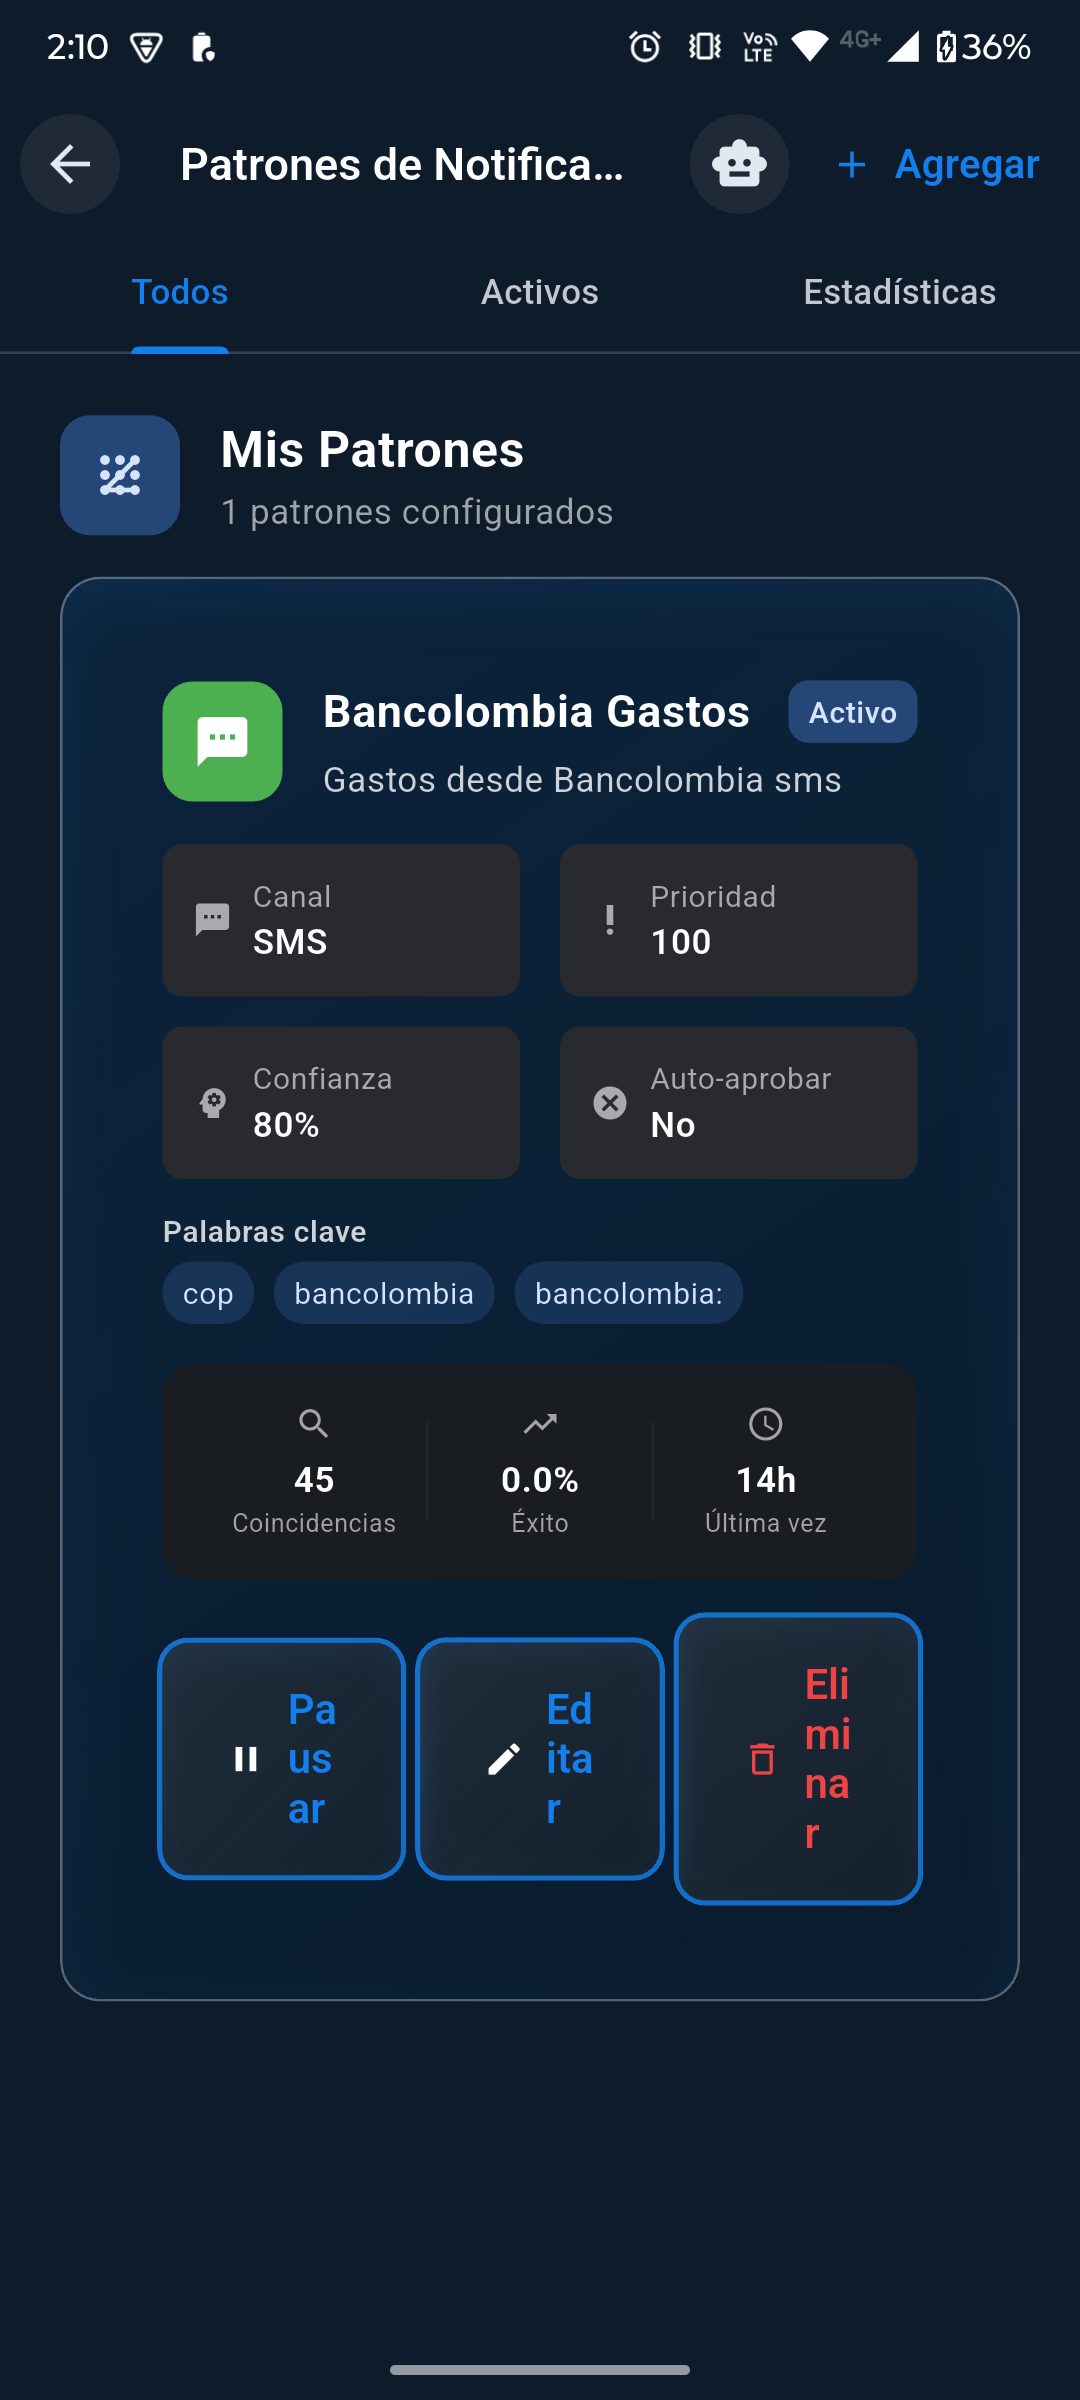 2:10
Vo LTE
4G+
36%
Patrones de Notifica...
+ Agregar
Todos
Activos
Estadísticas
Mis Patrones
1 patrones configurados
Bancolombia Gastos
Activo
Gastos desde Bancolombia sms
Canal
SMS
Prioridad
100
Confianza
80%
Auto-aprobar
No
Palabras clave
cop
bancolombia
bancolombia:
45
Coincidencias
0.0%
Éxito
14h
Última vez
Pa
us
ar
Ed
ita
r
Eli
mi
na
r